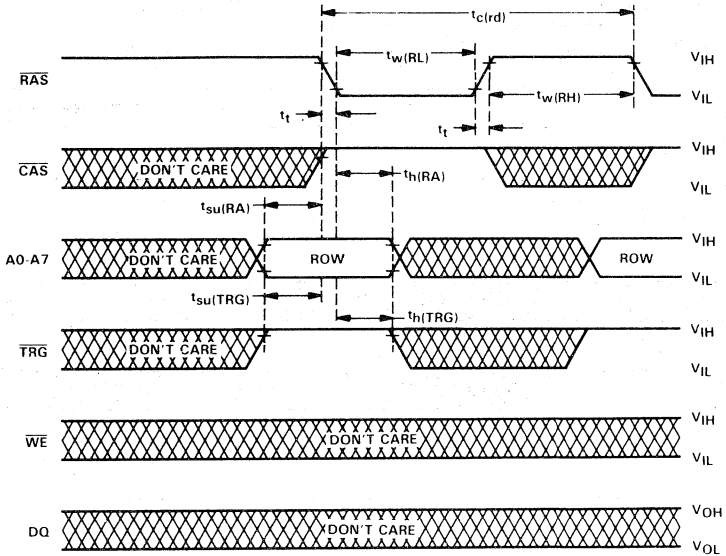 tc(rd)
tw(RL)
VIH
RAS
tw(RH)
VIL
tt
tt
CAS
DON'T CARE
VIH
th(RA)
VIL
tsu(RA)
A0-A7
DON'T CARE
ROW
ROW
VIH
VIL
tsu(TRG)
th(TRG)
VIH
TRG
DON'T CARE
VIL
VIH
WE
DON'T CARE
VIL
VOH
DQ
DON'T CARE
VOL